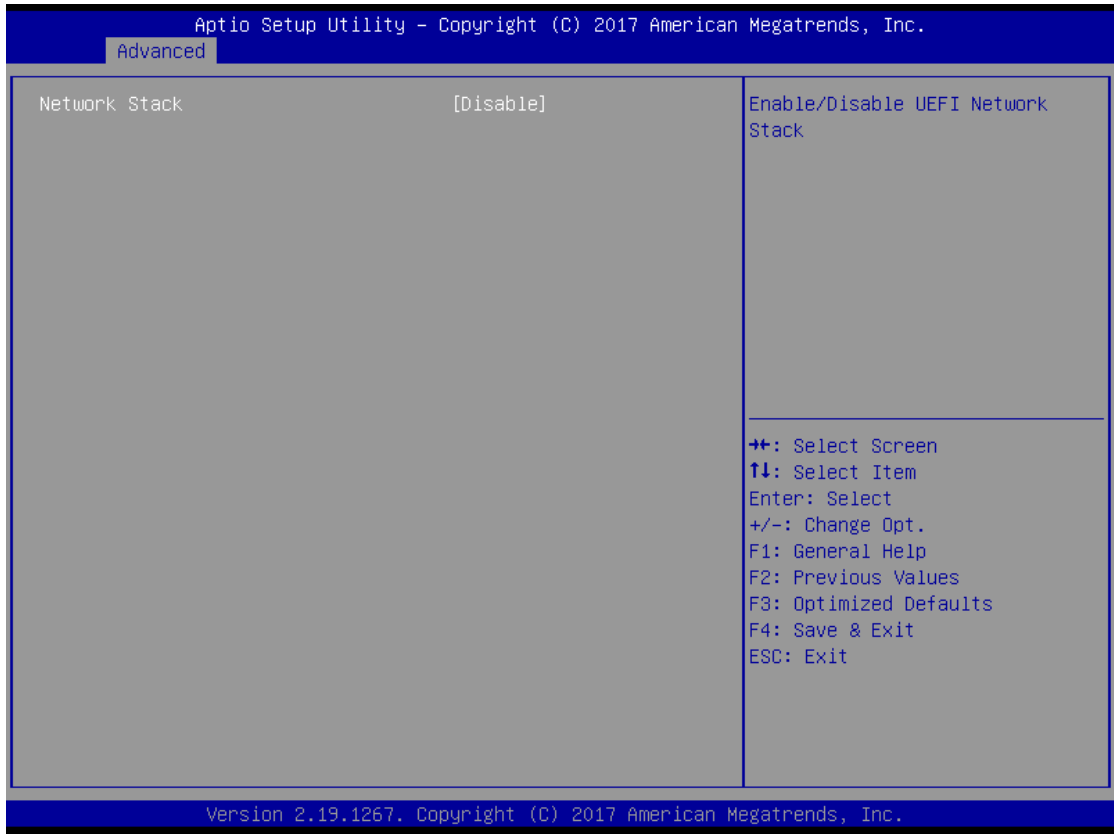 Aptio Setup Utility – Copyright (C) 2017 American Megatrends, Inc.
Advanced
Network Stack [Disable]
Enable/Disable UEFI Network
Stack
→←: Select Screen
↑↓: Select Item
Enter: Select
+/-: Change Opt.
F1: General Help
F2: Previous Values
F3: Optimized Defaults
F4: Save & Exit
ESC: Exit
Version 2.19.1267. Copyright (C) 2017 American Megatrends, Inc.